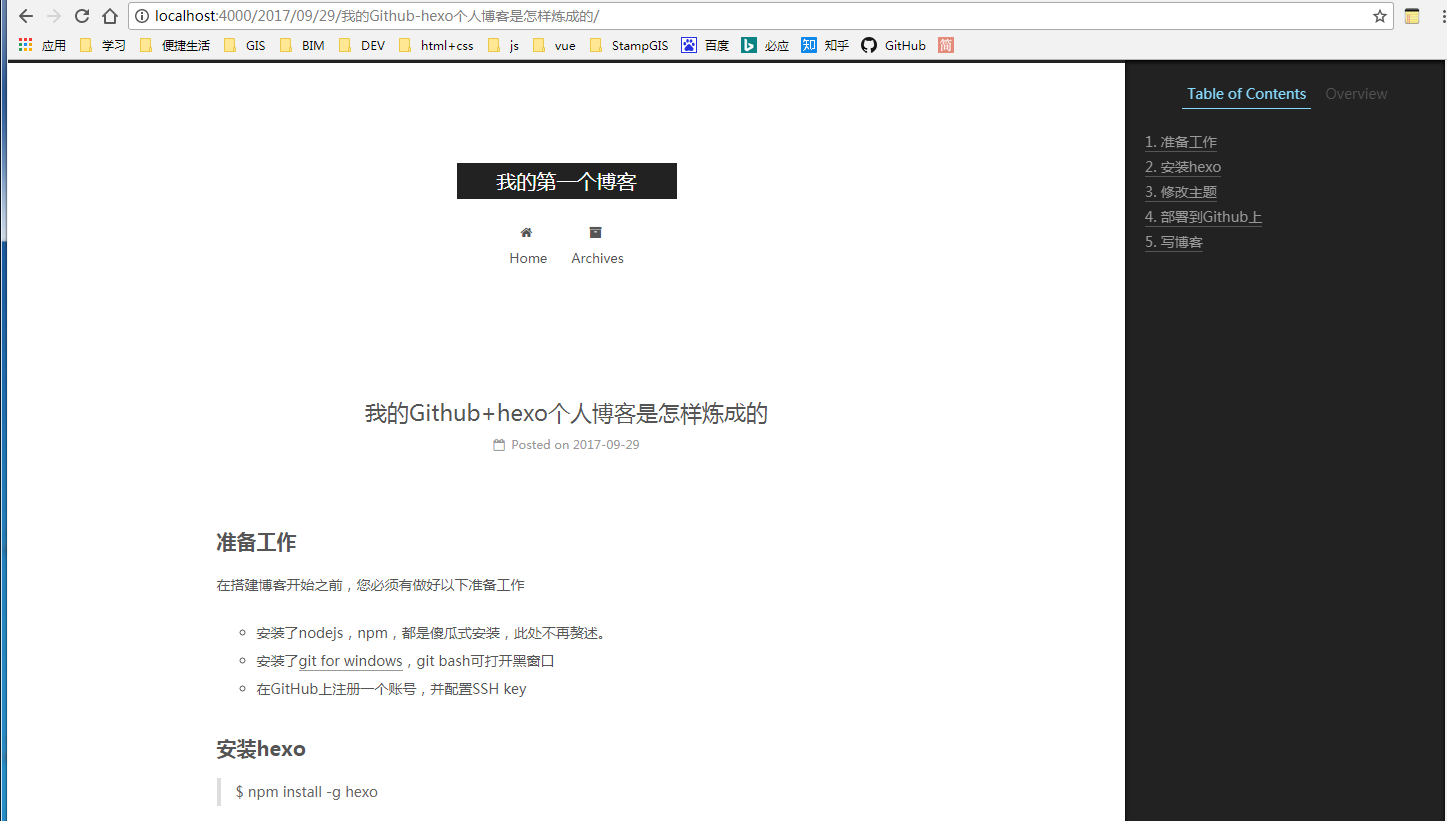 localhost:4000/2017/09/29/我的Github-hexo个人博客是怎样炼成的/
应用 学习 便捷生活 GIS BIM DEV html+css js vue StampGIS 百度 必应 知 知乎 GitHub 简
Table of Contents Overview
1. 准备工作
2. 安装hexo
3. 修改主题
4. 部署到Github上
5. 写博客
我的第一个博客
Home Archives
我的Github+hexo个人博客是怎样炼成的
Posted on 2017-09-29
准备工作
在搭建博客开始之前，您必须有做好以下准备工作
安装了nodejs，npm，都是傻瓜式安装，此处不再赘述。
安装了git for windows，git bash可打开黑窗口
在GitHub上注册一个账号，并配置SSH key
安装hexo
$ npm install -g hexo